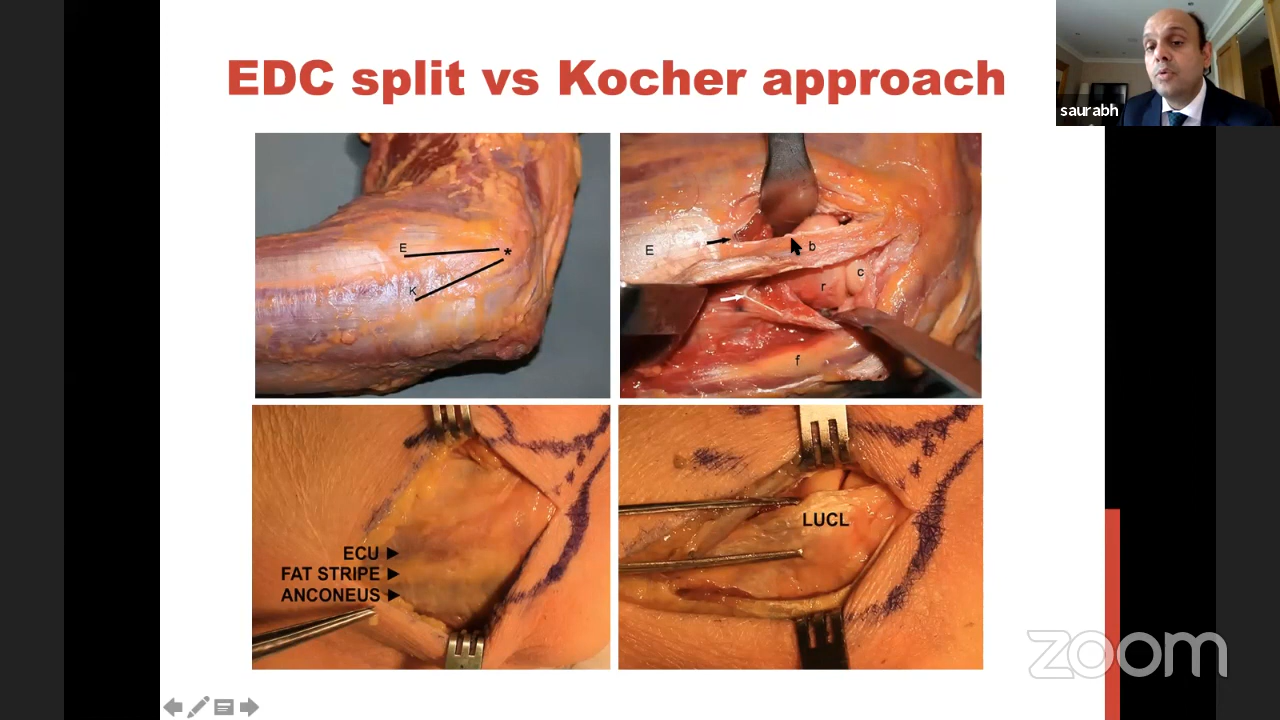 EDC split vs Kocher approach
saurabh
E
*
K
E
b
c
r
f
ECU
FAT STRIPE
ANCONEUS
LUCL
zoom